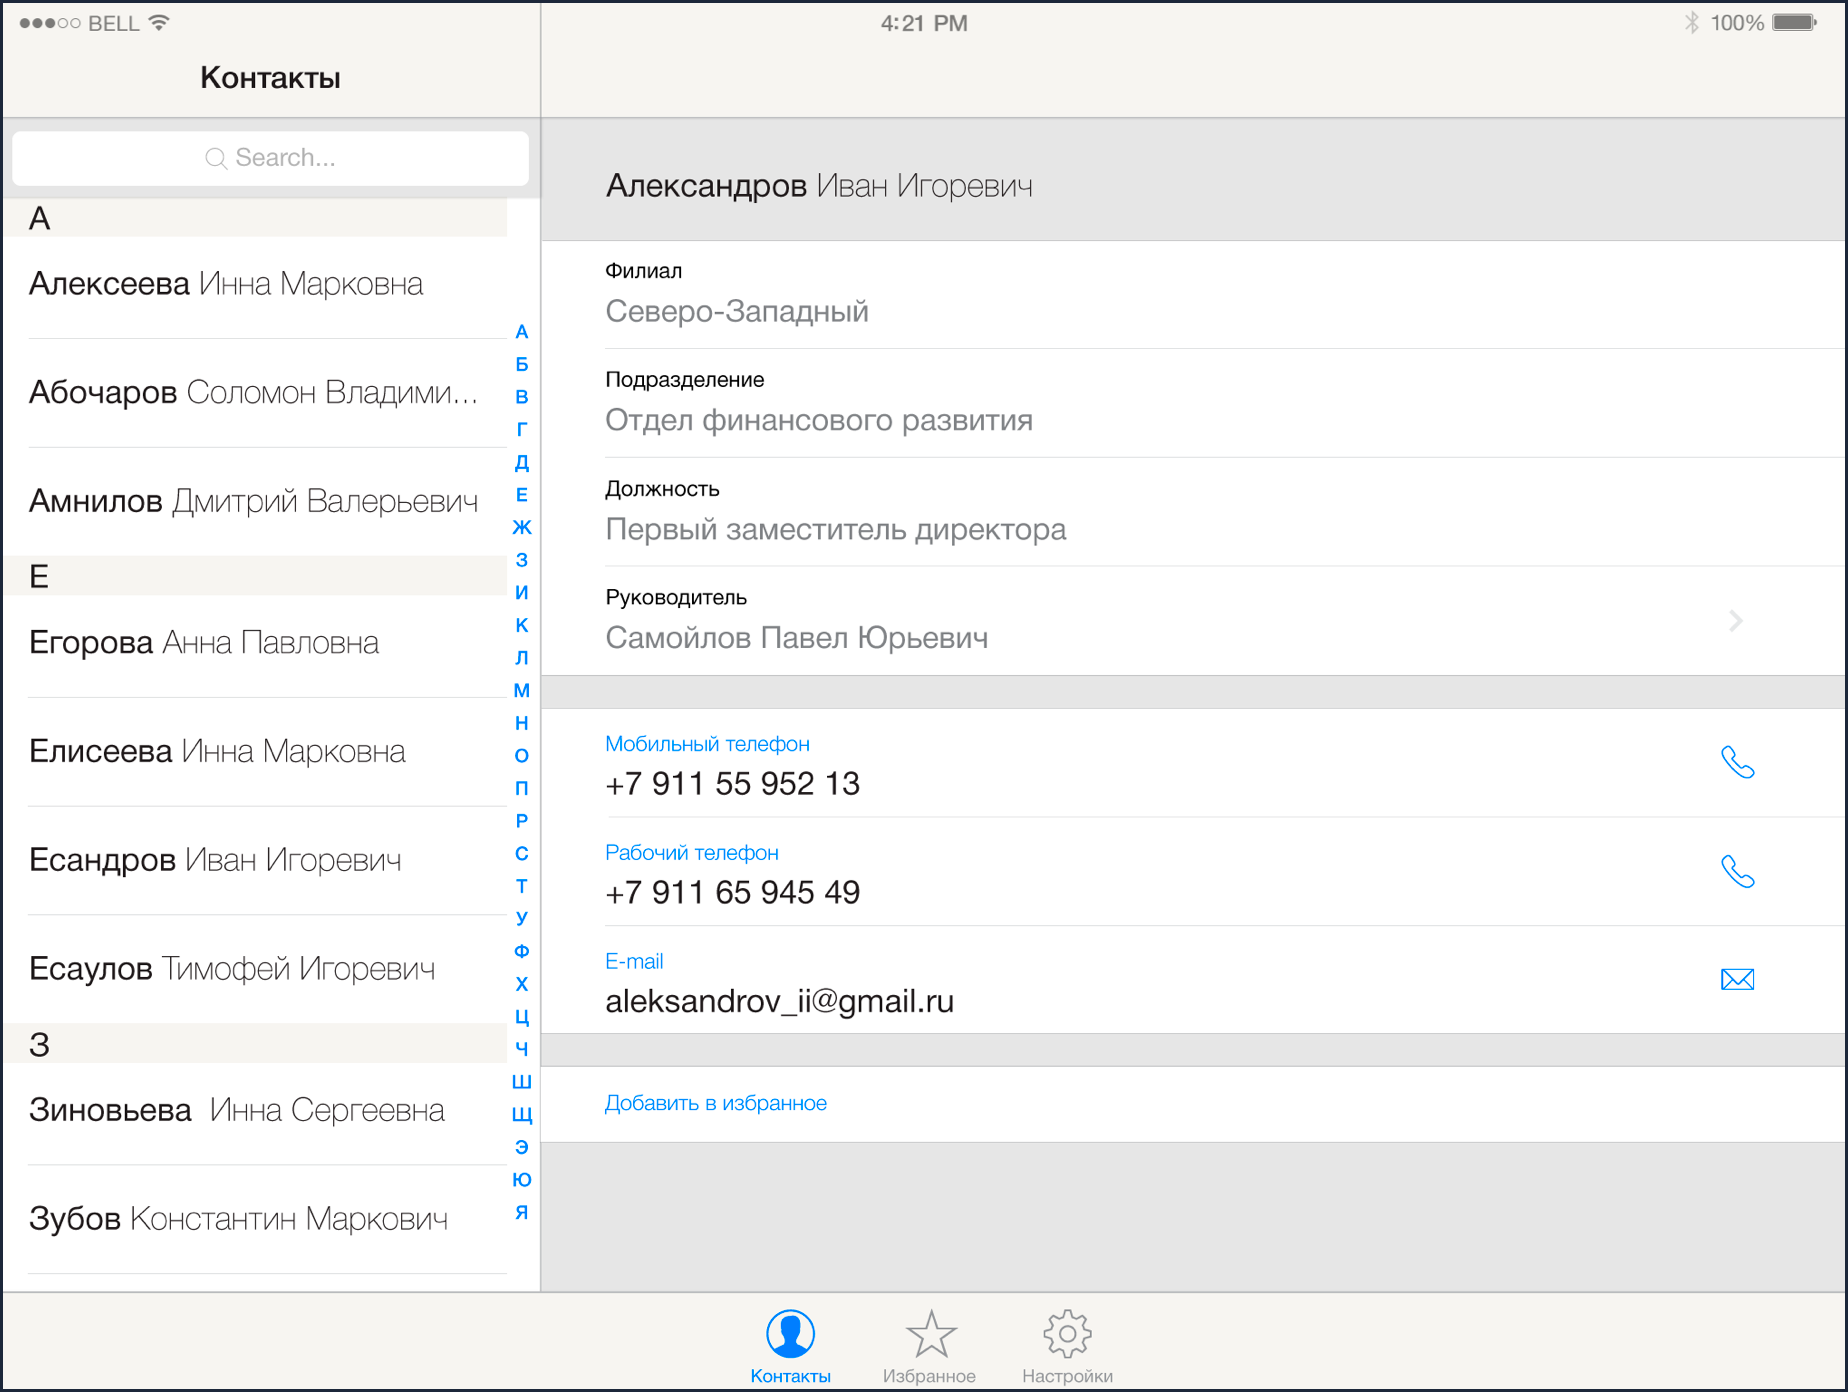 BELL
4:21 PM
100%
Контакты
Search...
А
Алексеева Инна Марковна
Абочаров Соломон Владими...
Амнилов Дмитрий Валерьевич
Е
Егорова Анна Павловна
Елисеева Инна Марковна
Есандров Иван Игоревич
Есаулов Тимофей Игоревич
З
Зиновьева Инна Сергеевна
Зубов Константин Маркович
А
Б
В
Г
Д
Е
Ж
З
И
К
Л
М
Н
О
П
Р
С
Т
У
Ф
Х
Ц
Ч
Ш
Щ
Э
Ю
Я
Александров Иван Игоревич
Филиал
Северо-Западный
Подразделение
Отдел финансового развития
Должность
Первый заместитель директора
Руководитель
Самойлов Павел Юрьевич
Мобильный телефон
+7 911 55 952 13
Рабочий телефон
+7 911 65 945 49
E-mail
aleksandrov_ii@gmail.ru
Добавить в избранное
Контакты
Избранное
Настройки